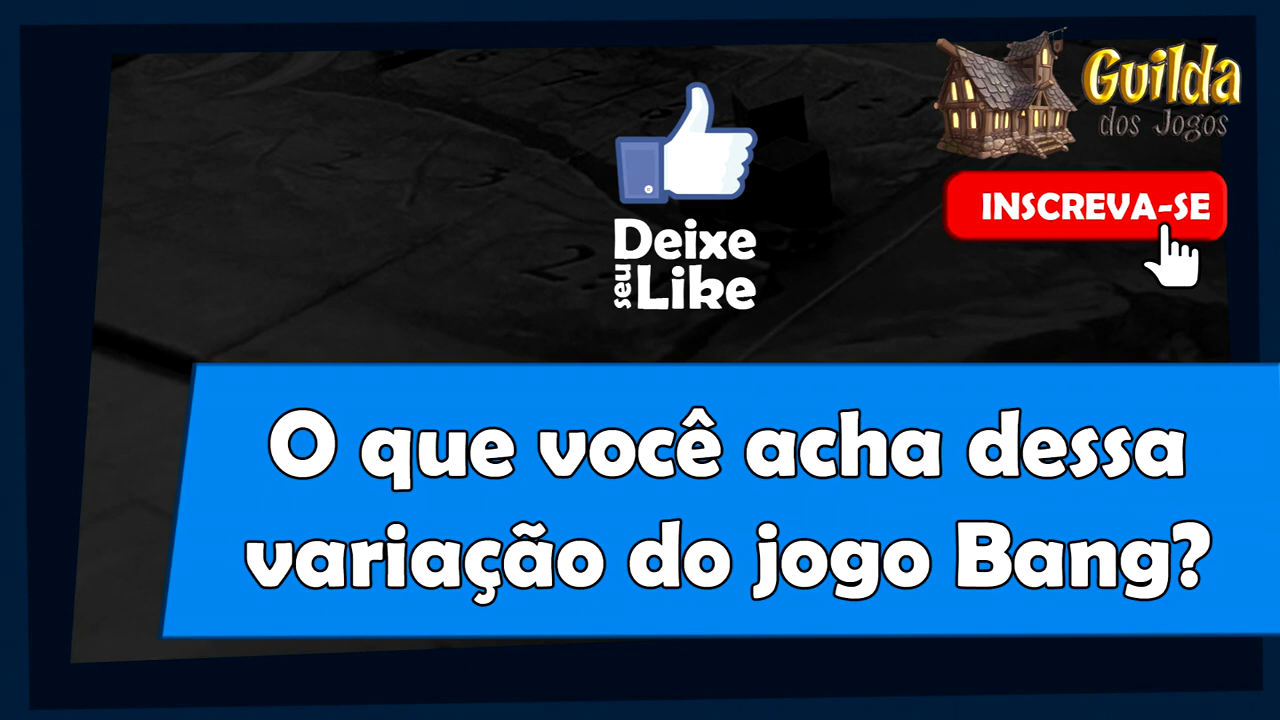 Guilda
dos Jogos
INSCREVA-SE
Deixe
seu Like
O que você acha dessa
variação do jogo Bang?